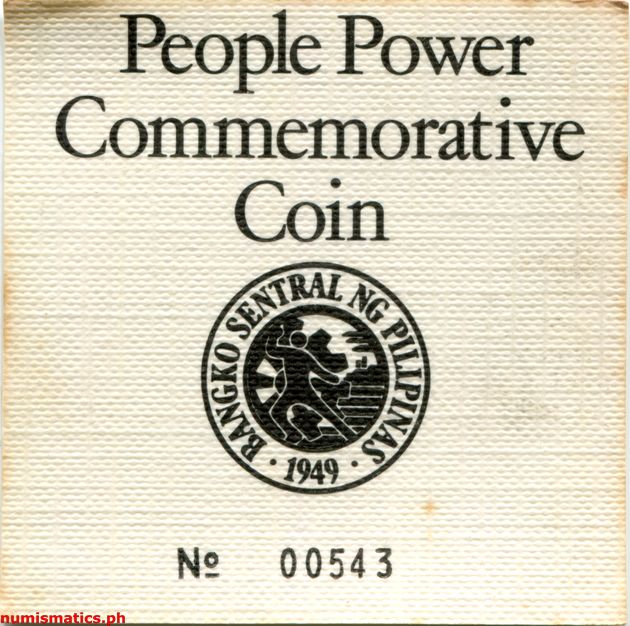 People Power
Commemorative
Coin
BANGKO SENTRAL NG PILIPINAS
· 1949 ·
№ 00543
numismatics.ph